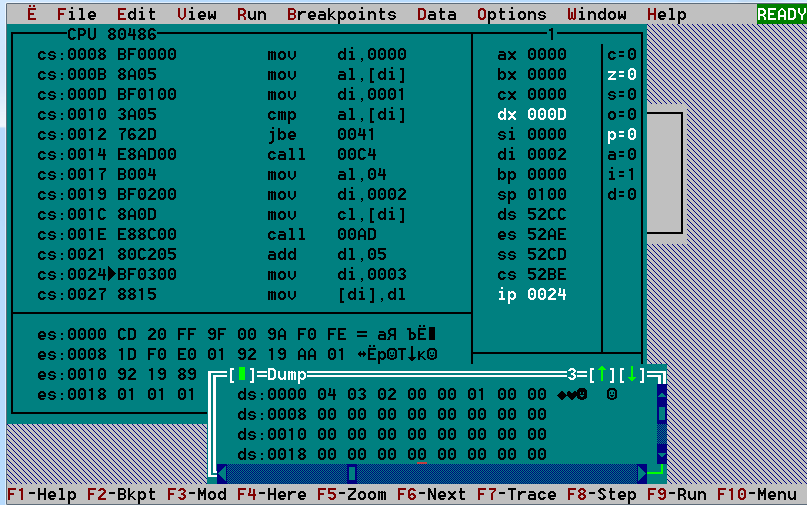 Ë File Edit View Run Breakpoints Data Options Window Help READY
CPU 80486 1
cs:0008 BF0000 mov di,0000 ax 0000 c=0
cs:000B 8A05 mov al,[di] bx 0000 z=0
cs:000D BF0100 mov di,0001 cx 0000 s=0
cs:0010 3A05 cmp al,[di] dx 000D o=0
cs:0012 762D jbe 0041 si 0000 p=0
cs:0014 E8AD00 call 00C4 di 0002 a=0
cs:0017 B004 mov al,04 bp 0000 i=1
cs:0019 BF0200 mov di,0002 sp 0100 d=0
cs:001C 8A0D mov cl,[di] ds 52CC
cs:001E E88C00 call 00AD es 52AE
cs:0021 80C205 add dl,05 ss 52CD
cs:0024►BF0300 mov di,0003 cs 52BE
cs:0027 8815 mov [di],dl ip 0024
es:0000 CD 20 FF 9F 00 9A F0 FE = аЯ ЪЁ■
es:0008 1D F0 E0 01 92 19 AA 01 ↔Ёр☺Т↓к☺
es:0010 92 19 89
es:0018 01 01 01
[■]=Dump 3=[↑][↓]
ds:0000 04 03 02 00 00 01 00 00 ♦♥☻ ☺
ds:0008 00 00 00 00 00 00 00 00
ds:0010 00 00 00 00 00 00 00 00
ds:0018 00 00 00 00 00 00 00 00
F1-Help F2-Bkpt F3-Mod F4-Here F5-Zoom F6-Next F7-Trace F8-Step F9-Run F10-Menu